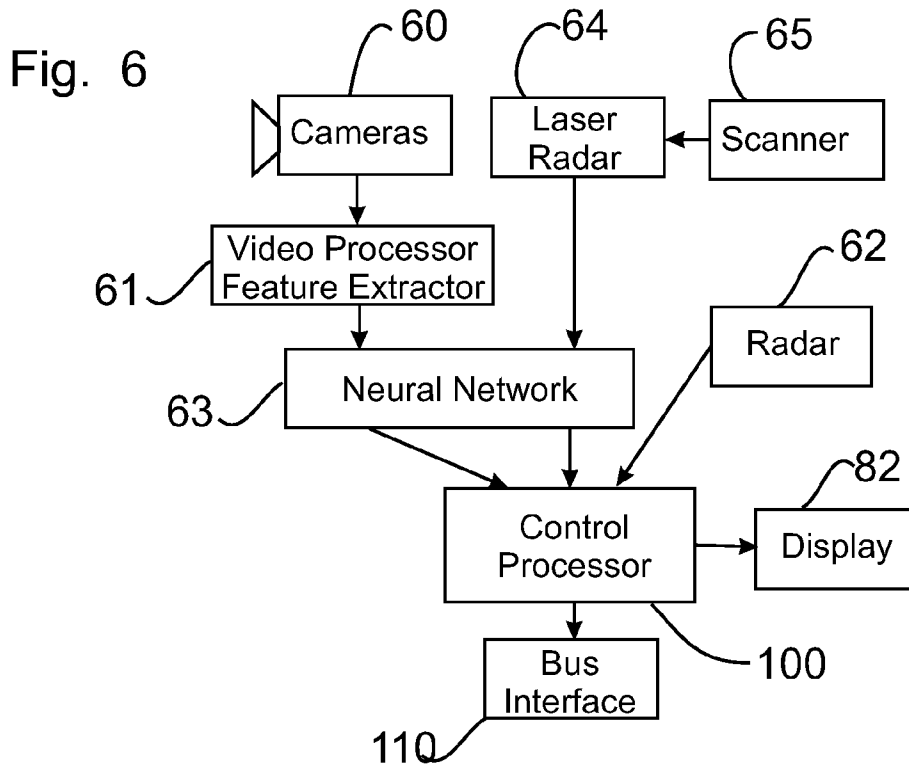 Fig. 6
60
64
65
Cameras
Laser
Radar
Scanner
61
Video Processor
Feature Extractor
62
Radar
63
Neural Network
82
Control
Processor
Display
100
Bus
Interface
110